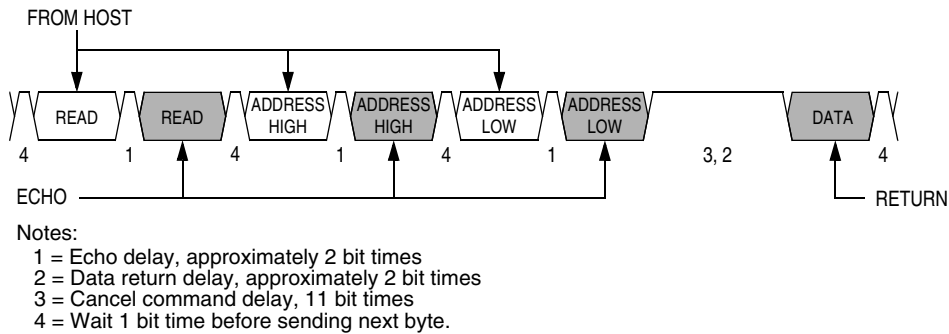 FROM HOST
READ READ ADDRESS HIGH ADDRESS HIGH ADDRESS LOW ADDRESS LOW DATA
4 1 4 1 4 1 3, 2 4
ECHO RETURN
Notes:
1 = Echo delay, approximately 2 bit times
2 = Data return delay, approximately 2 bit times
3 = Cancel command delay, 11 bit times
4 = Wait 1 bit time before sending next byte.